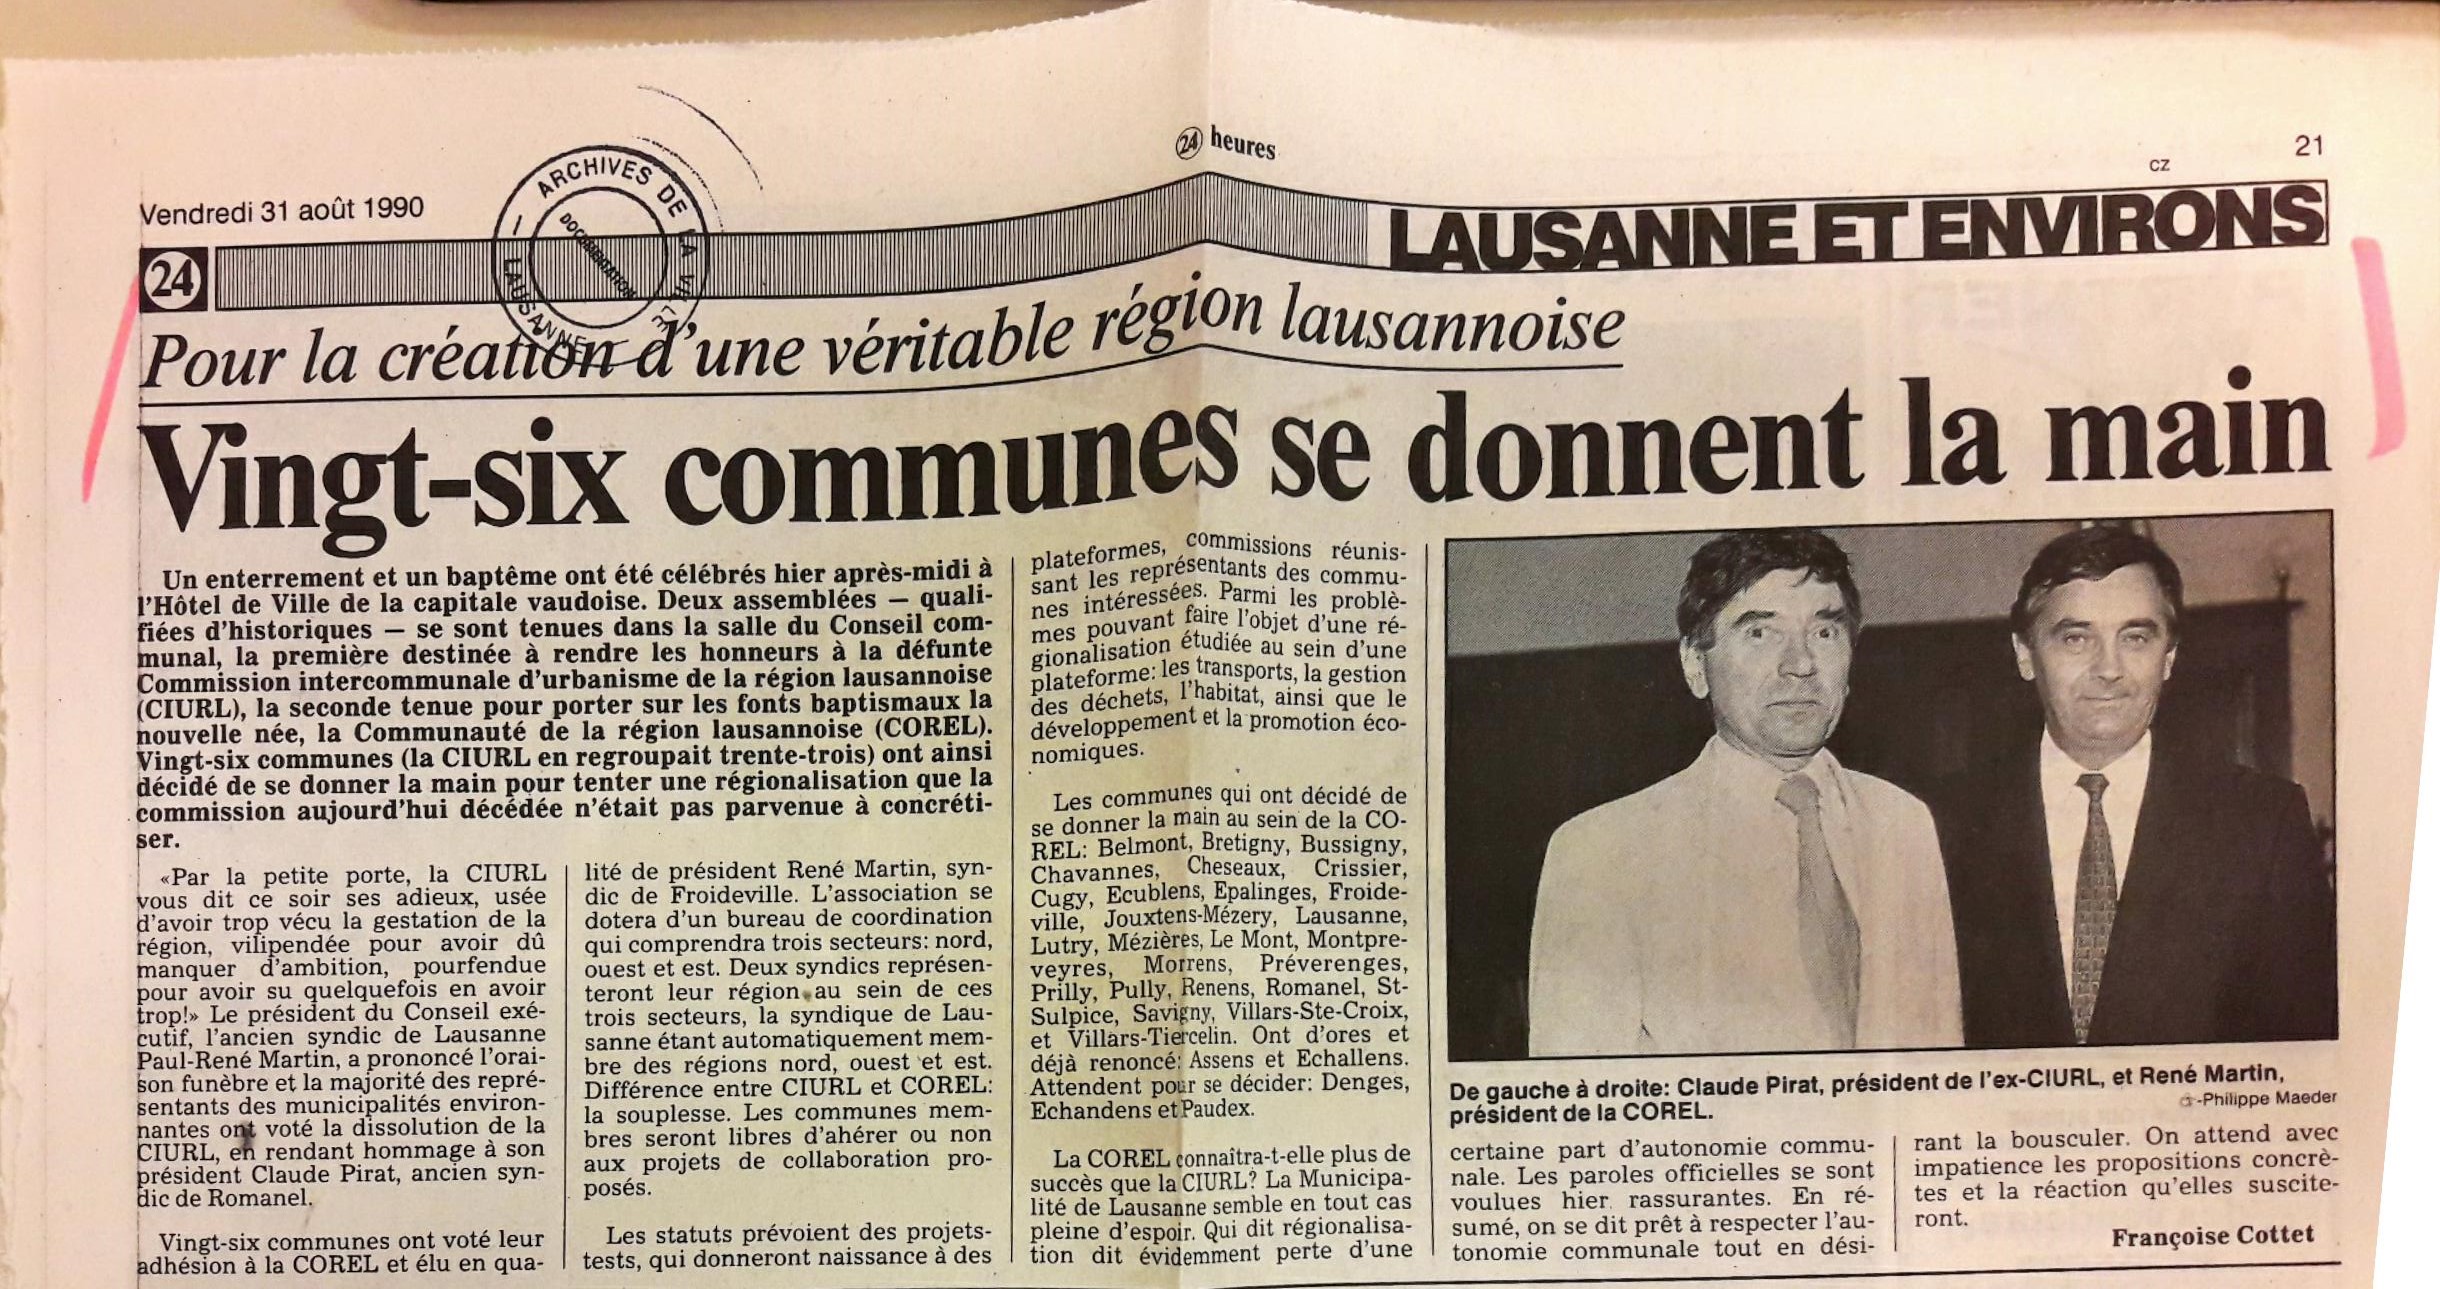 24 heures
21
cz
Vendredi 31 août 1990
ARCHIVES DE LA VILLE
DOCUMENTATION
LAUSANNE
24
LAUSANNE ET ENVIRONS
Pour la création d'une véritable région lausannoise
Vingt-six communes se donnent la main
Un enterrement et un baptême ont été célébrés hier après-midi à
l'Hôtel de Ville de la capitale vaudoise. Deux assemblées — quali-
fiées d'historiques — se sont tenues dans la salle du Conseil com-
munal, la première destinée à rendre les honneurs à la défunte
Commission intercommunale d'urbanisme de la région lausannoise
(CIURL), la seconde tenue pour porter sur les fonts baptismaux la
nouvelle née, la Communauté de la région lausannoise (COREL).
Vingt-six communes (la CIURL en regroupait trente-trois) ont ainsi
décidé de se donner la main pour tenter une régionalisation que la
commission aujourd'hui décédée n'était pas parvenue à concréti-
ser.
«Par la petite porte, la CIURL
vous dit ce soir ses adieux, usée
d'avoir trop vécu la gestation de la
région, vilipendée pour avoir dû
manquer d'ambition, pourfendue
pour avoir su quelquefois en avoir
trop!» Le président du Conseil exé-
cutif, l'ancien syndic de Lausanne
Paul-René Martin, a prononcé l'orai-
son funèbre et la majorité des repré-
sentants des municipalités environ-
nantes ont voté la dissolution de la
CIURL, en rendant hommage à son
président Claude Pirat, ancien syn-
dic de Romanel.
Vingt-six communes ont voté leur
adhésion à la COREL et élu en qua-
lité de président René Martin, syn-
dic de Froideville. L'association se
dotera d'un bureau de coordination
qui comprendra trois secteurs: nord,
ouest et est. Deux syndics représen-
teront leur région au sein de ces
trois secteurs, la syndique de Lau-
sanne étant automatiquement mem-
bre des régions nord, ouest et est.
Différence entre CIURL et COREL:
la souplesse. Les communes mem-
bres seront libres d'ahérer ou non
aux projets de collaboration pro-
posés.
Les statuts prévoient des projets-
tests, qui donneront naissance à des
plateformes, commissions réunis-
sant les représentants des commu-
nes intéressées. Parmi les problè-
mes pouvant faire l'objet d'une ré-
gionalisation étudiée au sein d'une
plateforme: les transports, la gestion
des déchets, l'habitat, ainsi que le
développement et la promotion éco-
nomiques.
Les communes qui ont décidé de
se donner la main au sein de la CO-
REL: Belmont, Bretigny, Bussigny,
Chavannes, Cheseaux, Crissier,
Cugy, Ecublens, Epalinges, Froide-
ville, Jouxtens-Mézery, Lausanne,
Lutry, Mézières, Le Mont, Montpre-
veyres, Morrens, Préverenges,
Prilly, Pully, Renens, Romanel, St-
Sulpice, Savigny, Villars-Ste-Croix,
et Villars-Tiercelin. Ont d'ores et
déjà renoncé: Assens et Echallens.
Attendent pour se décider: Denges,
Echandens et Paudex.
La COREL connaîtra-t-elle plus de
succès que la CIURL? La Municipa-
lité de Lausanne semble en tout cas
pleine d'espoir. Qui dit régionalisa-
tion dit évidemment perte d'une
De gauche à droite: Claude Pirat, président de l'ex-CIURL, et René Martin,
président de la COREL.
-Philippe Maeder
certaine part d'autonomie commu-
nale. Les paroles officielles se sont
voulues hier rassurantes. En ré-
sumé, on se dit prêt à respecter l'au-
tonomie communale tout en dési-
rant la bousculer. On attend avec
impatience les propositions concrè-
tes et la réaction qu'elles suscite-
ront.
Françoise Cottet